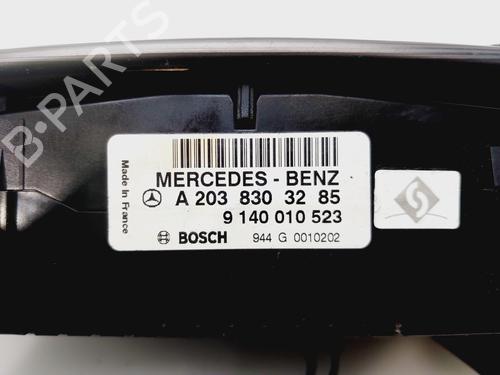 B-PARTS
Made in France
MERCEDES - BENZ
A 203 830 32 85
9 140 010 523
BOSCH 944 G 0010202